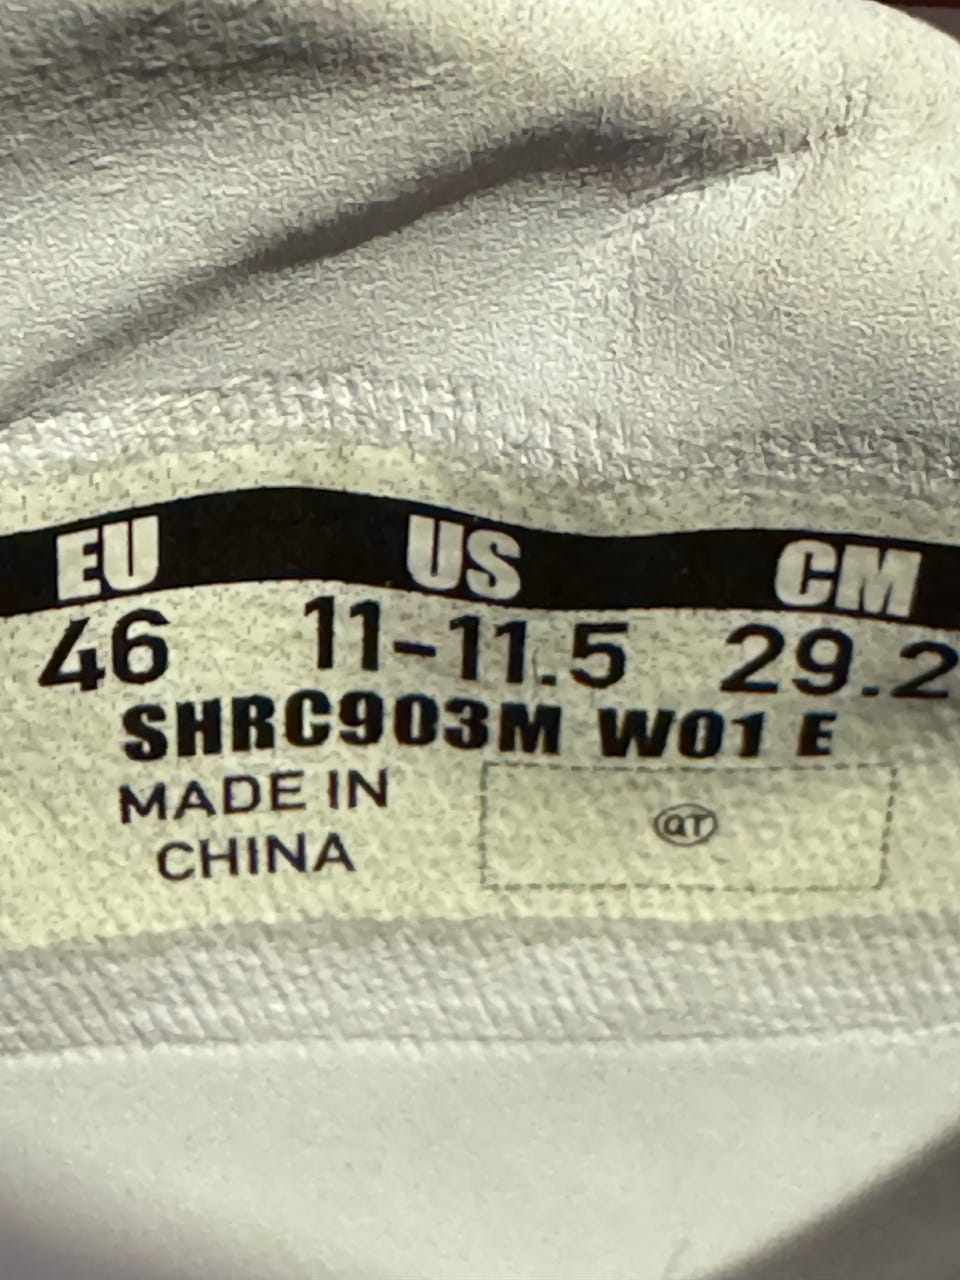 EU US CM
46 11-11.5 29.2
SHRC903M W01 E
MADE IN
CHINA
QT